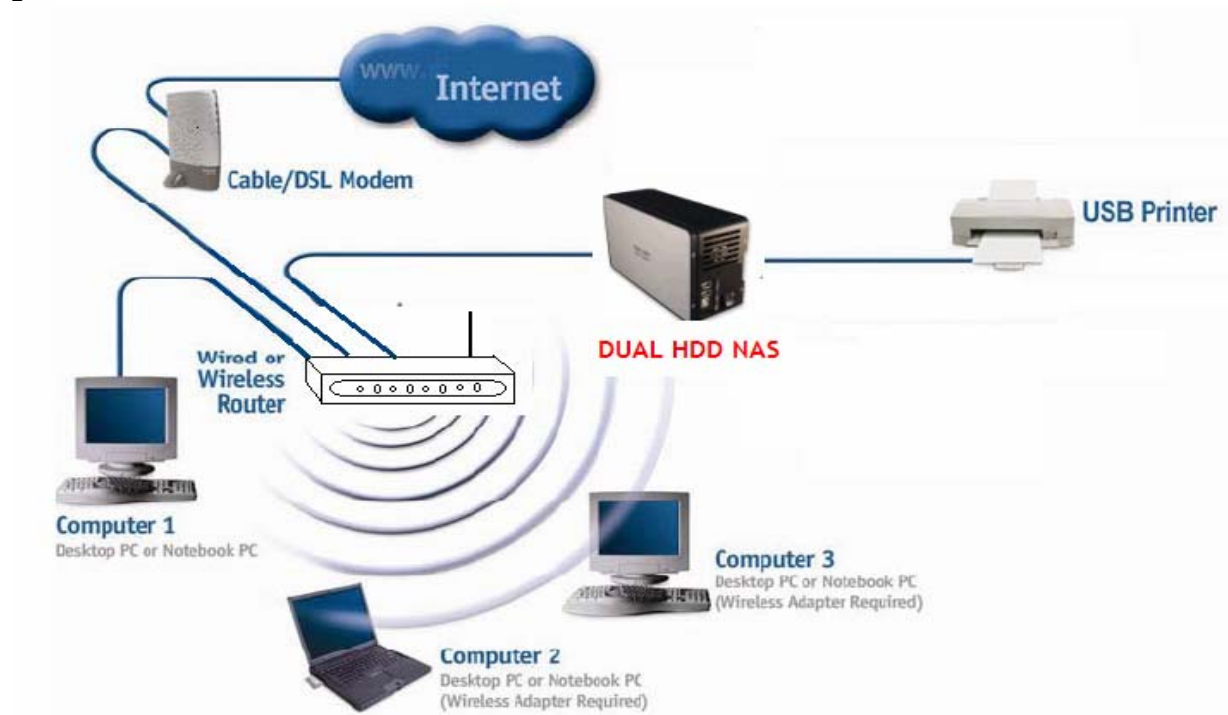 www.
Internet
Cable/DSL Modem
USB Printer
DUAL HDD NAS
Wired or
Wireless
Router
Computer 1
Desktop PC or Notebook PC
Computer 3
Desktop PC or Notebook PC
(Wireless Adapter Required)
Computer 2
Desktop PC or Notebook PC
(Wireless Adapter Required)